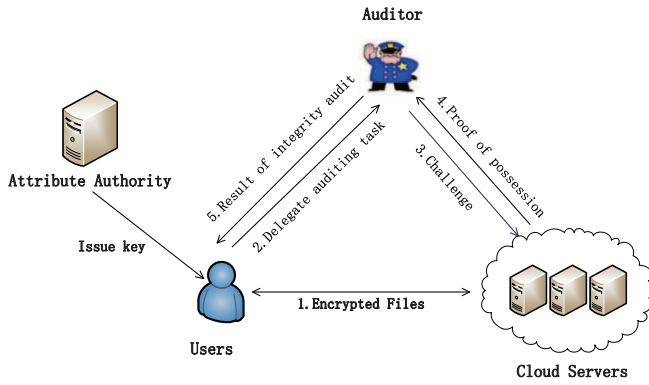 Auditor
Attribute Authority
Issue key
5.Result of integrity audit
2.Delegate auditing task
4.Proof of possession
3.Challenge
1.Encrypted Files
Users
Cloud Servers